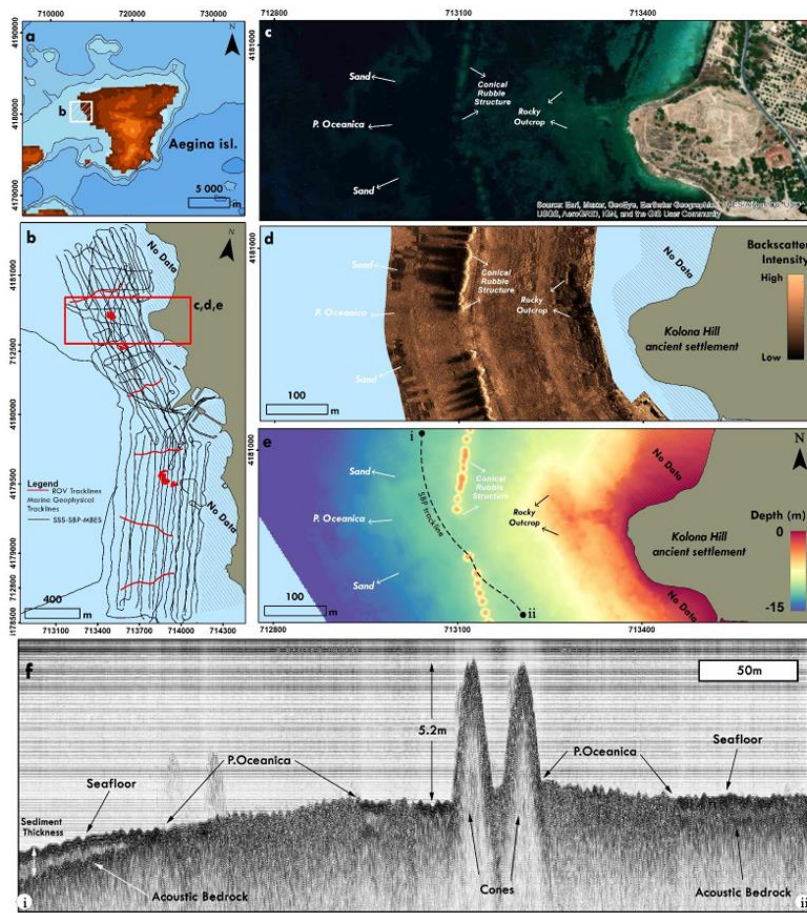 710000 720000 730000
4190000
4180000
4170000
a
N
b
Aegina isl.
5 000
m
712800 713100 713400
4181000
c
Sand
Conical
Rubble
Structure
Rocky
Outcrop
P. Oceanica
Sand
Source: Esri, Maxar, GeoEye, Earthstar Geographics,
USGS, AeroGRID, IGN, and the GIS User Community
b
N
No Data
4181000
c,d,e
712500
4180000
4179500
4179000
712800
4178500
Legend
ROV Tracklines
Marine Geophysical
Tracklines
SSS-SBP-MBES
No Data
400
m
713100 713400 713700 714000 714300
d
4181000
Sand
Conical
Rubble
Structure
Rocky
Outcrop
P. Oceanica
Sand
No Data
Kolona Hill
ancient settlement
Backscatter
Intensity
High
Low
100
m
e
4181000
i
Sand
Conical
Rubble
Structure
SBP trackline
P. Oceanica
Rocky
Outcrop
Sand
ii
No Data
Kolona Hill
ancient settlement
No Data
N
Depth (m)
0
-15
100
m
712800 713100 713400
f
50m
5.2m
P.Oceanica
Seafloor
Sediment
Thickness
P.Oceanica
Seafloor
Acoustic Bedrock
Cones
Acoustic Bedrock
i
ii